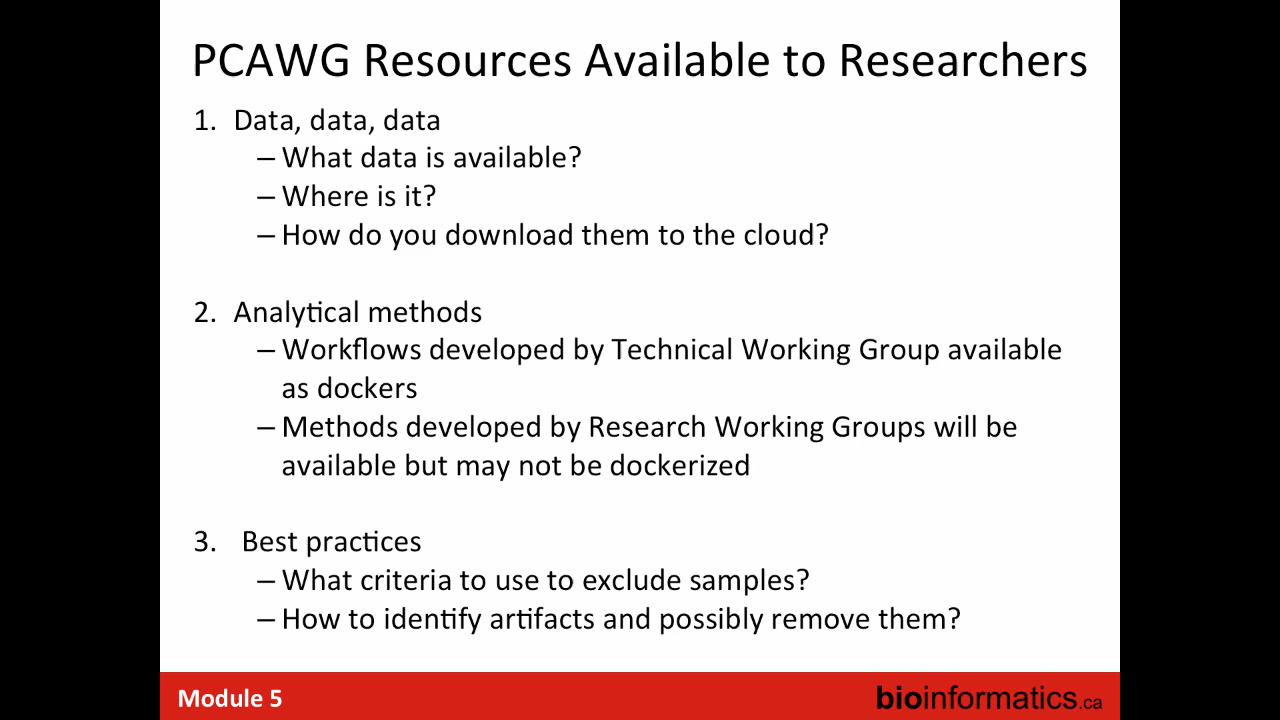 PCAWG Resources Available to Researchers
1. Data, data, data
– What data is available?
– Where is it?
– How do you download them to the cloud?
2. Analytical methods
– Workflows developed by Technical Working Group available
as dockers
– Methods developed by Research Working Groups will be
available but may not be dockerized
3. Best practices
– What criteria to use to exclude samples?
– How to identify artifacts and possibly remove them?
Module 5
bioinformatics.ca